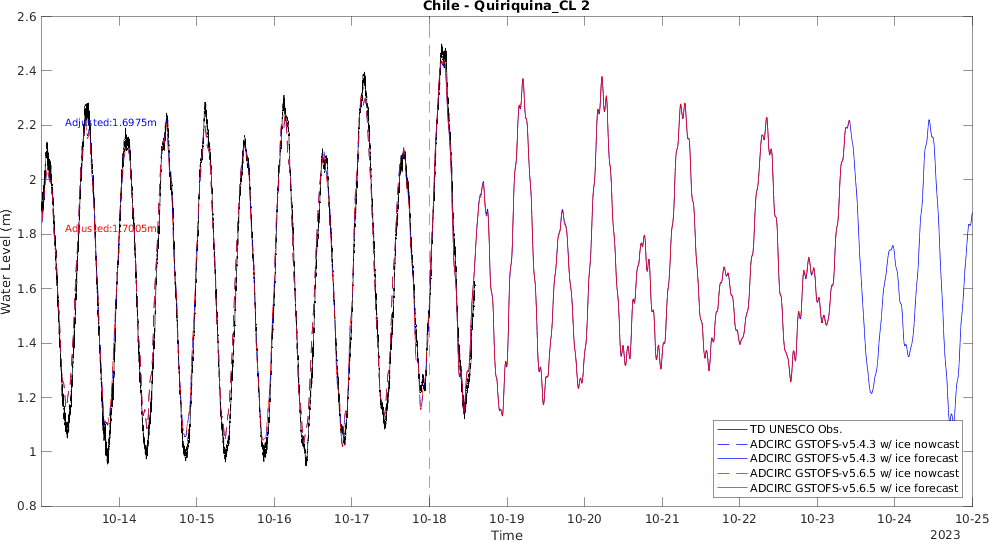 Chile - Quiriquina_CL 2
2.6
2.4
2.2
2
1.8
1.6
1.4
1.2
1
0.8
Water Level (m)
Adjusted:1.6975m
Adjusted:1.7005m
TD UNESCO Obs.
ADCIRC GSTOFS-v5.4.3 w/ ice nowcast
ADCIRC GSTOFS-v5.4.3 w/ ice forecast
ADCIRC GSTOFS-v5.6.5 w/ ice nowcast
ADCIRC GSTOFS-v5.6.5 w/ ice forecast
10-14 10-15 10-16 10-17 10-18 10-19 10-20 10-21 10-22 10-23 10-24 10-25
Time
2023